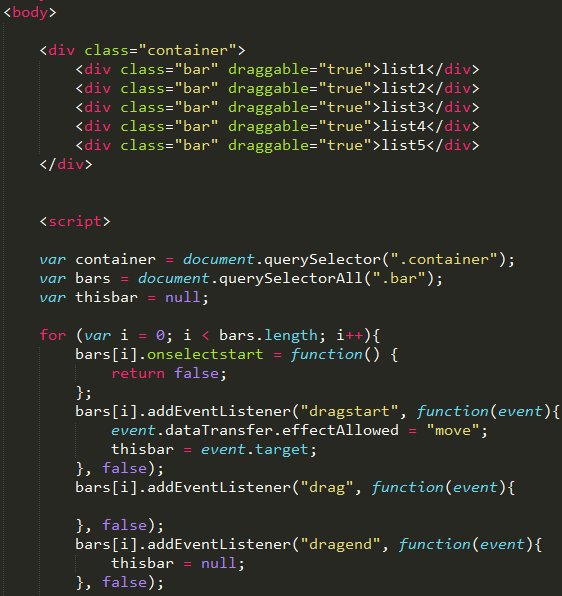 <body>
<div class="container">
<div class="bar" draggable="true">list1</div>
<div class="bar" draggable="true">list2</div>
<div class="bar" draggable="true">list3</div>
<div class="bar" draggable="true">list4</div>
<div class="bar" draggable="true">list5</div>
</div>
<script>
var container = document.querySelector(".container");
var bars = document.querySelectorAll(".bar");
var thisbar = null;
for (var i = 0; i < bars.length; i++){
bars[i].onselectstart = function() {
return false;
};
bars[i].addEventListener("dragstart", function(event){
event.dataTransfer.effectAllowed = "move";
thisbar = event.target;
}, false);
bars[i].addEventListener("drag", function(event){
}, false);
bars[i].addEventListener("dragend", function(event){
thisbar = null;
}, false);